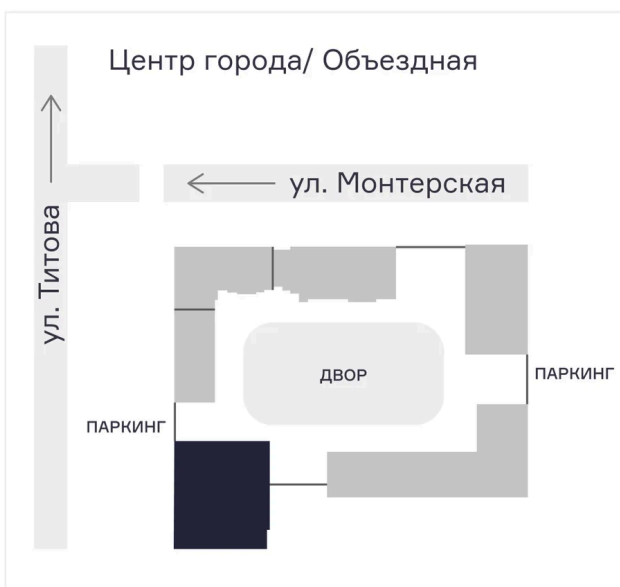 Центр города/ Объездная
ул. Монтерская
ул. Титова
ДВОР
ПАРКИНГ
ПАРКИНГ